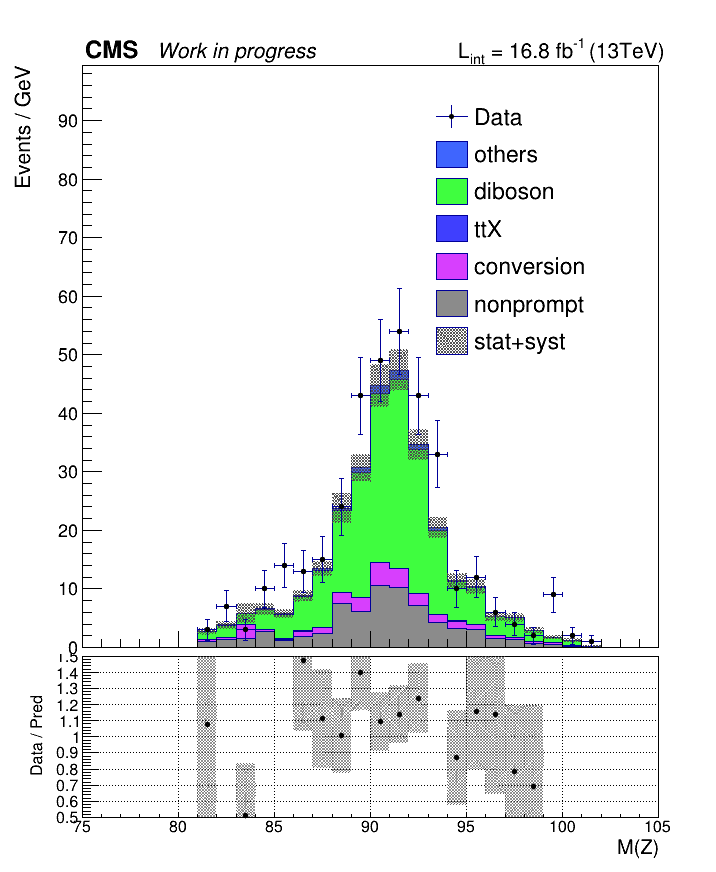 CMS Work in progress L_int = 16.8 fb^-1 (13TeV)
Events / GeV
90
80
70
60
50
40
30
20
10
0
Data
others
diboson
ttX
conversion
nonprompt
stat+syst
Data / Pred
1.5
1.4
1.3
1.2
1.1
1
0.9
0.8
0.7
0.6
0.5
75 80 85 90 95 100 105
M(Z)